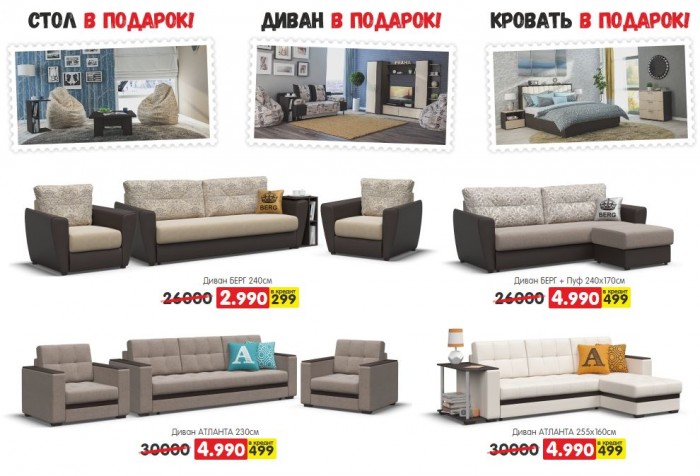 СТОЛ В ПОДАРОК! ДИВАН В ПОДАРОК! КРОВАТЬ В ПОДАРОК!
BERG
BERG
Диван БЕРГ 240см
26000 2.990 в кредит 299
Диван БЕРГ + Пуф 240х170см
26000 4.990 в кредит 499
A
A
Диван АТЛАНТА 230см
30000 4.990 в кредит 499
Диван АТЛАНТА 255х160см
30000 4.990 в кредит 499